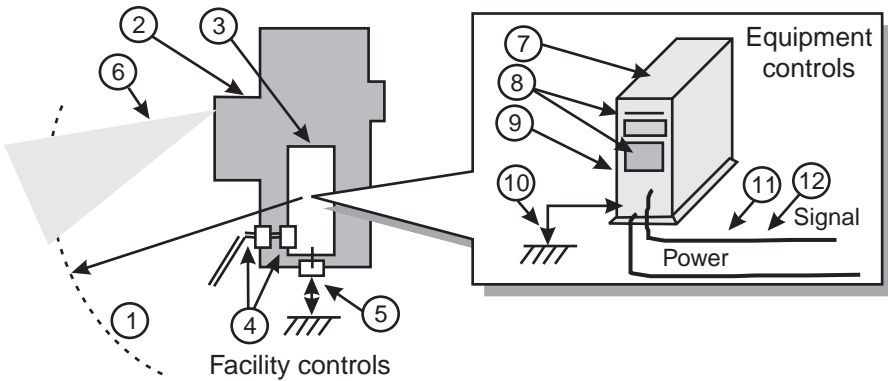 2
3
6
1
4
5
Facility controls
Equipment
controls
7
8
9
10
11
12
Signal
Power